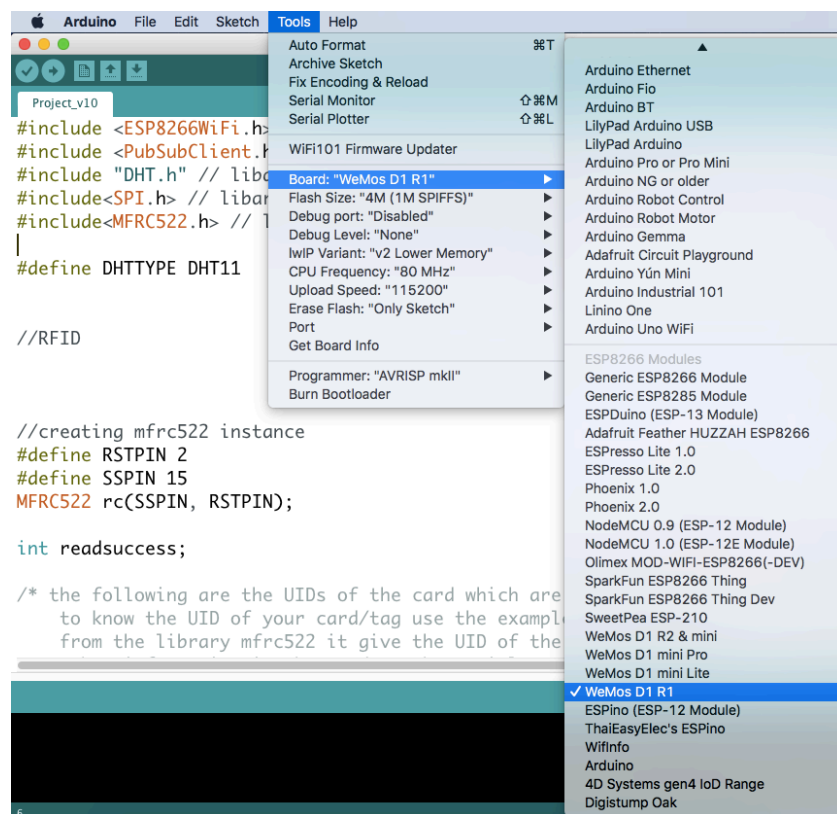 Arduino File Edit Sketch Tools Help
Project_v10
#include <ESP8266WiFi.h>
#include <PubSubClient.h
#include "DHT.h" // liba
#include<SPI.h> // libar
#include<MFRC522.h> // l
#define DHTTYPE DHT11
//RFID
//creating mfrc522 instance
#define RSTPIN 2
#define SSPIN 15
MFRC522 rc(SSPIN, RSTPIN);
int readsuccess;
/* the following are the UIDs of the card which are
to know the UID of your card/tag use the example
from the library mfrc522 it give the UID of the
6
Auto Format ⌘T
Archive Sketch
Fix Encoding & Reload
Serial Monitor ⇧⌘M
Serial Plotter ⇧⌘L
WiFi101 Firmware Updater
Board: "WeMos D1 R1"
Flash Size: "4M (1M SPIFFS)"
Debug port: "Disabled"
Debug Level: "None"
lwIP Variant: "v2 Lower Memory"
CPU Frequency: "80 MHz"
Upload Speed: "115200"
Erase Flash: "Only Sketch"
Port
Get Board Info
Programmer: "AVRISP mkII"
Burn Bootloader
Arduino Ethernet
Arduino Fio
Arduino BT
LilyPad Arduino USB
LilyPad Arduino
Arduino Pro or Pro Mini
Arduino NG or older
Arduino Robot Control
Arduino Robot Motor
Arduino Gemma
Adafruit Circuit Playground
Arduino Yún Mini
Arduino Industrial 101
Linino One
Arduino Uno WiFi
ESP8266 Modules
Generic ESP8266 Module
Generic ESP8285 Module
ESPDuino (ESP-13 Module)
Adafruit Feather HUZZAH ESP8266
ESPresso Lite 1.0
ESPresso Lite 2.0
Phoenix 1.0
Phoenix 2.0
NodeMCU 0.9 (ESP-12 Module)
NodeMCU 1.0 (ESP-12E Module)
Olimex MOD-WIFI-ESP8266(-DEV)
SparkFun ESP8266 Thing
SparkFun ESP8266 Thing Dev
SweetPea ESP-210
WeMos D1 R2 & mini
WeMos D1 mini Pro
WeMos D1 mini Lite
✓ WeMos D1 R1
ESPino (ESP-12 Module)
ThaiEasyElec's ESPino
WifInfo
Arduino
4D Systems gen4 IoD Range
Digistump Oak